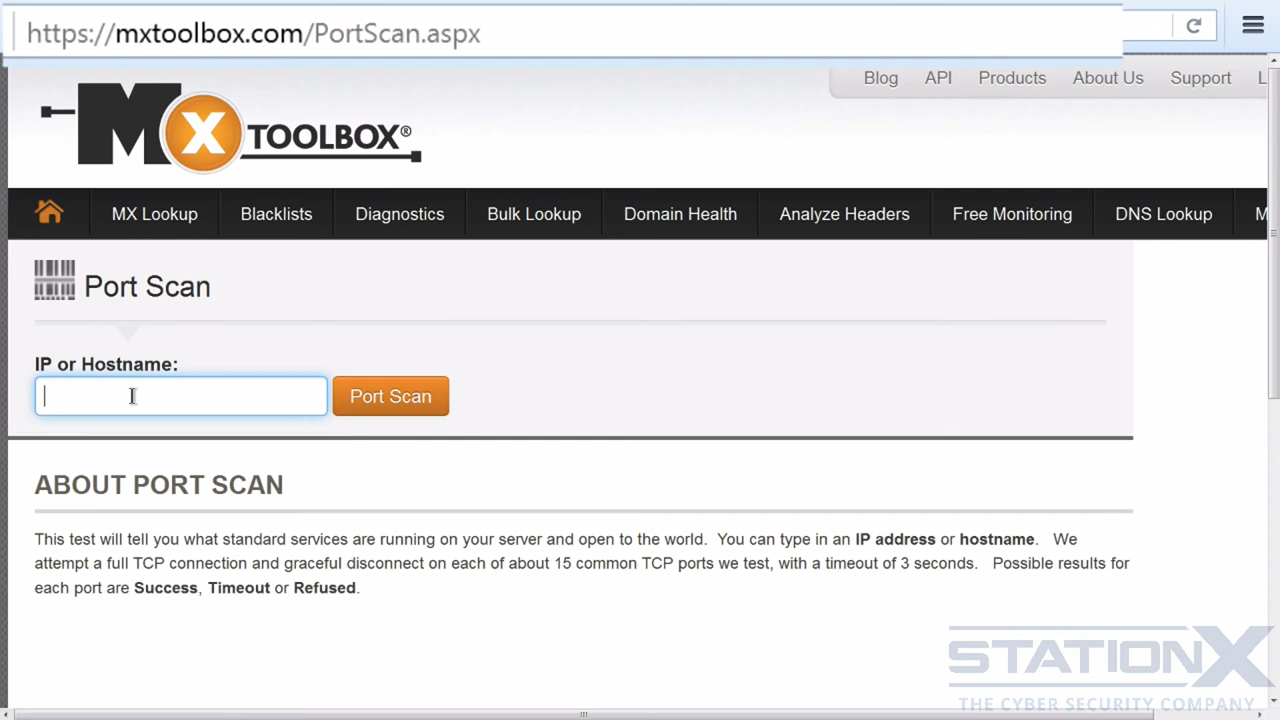 https://mxtoolbox.com/PortScan.aspx
Blog API Products About Us Support L
MX TOOLBOX®
MX Lookup Blacklists Diagnostics Bulk Lookup Domain Health Analyze Headers Free Monitoring DNS Lookup M
Port Scan
IP or Hostname:
Port Scan
ABOUT PORT SCAN
This test will tell you what standard services are running on your server and open to the world. You can type in an IP address or hostname. We
attempt a full TCP connection and graceful disconnect on each of about 15 common TCP ports we test, with a timeout of 3 seconds. Possible results for
each port are Success, Timeout or Refused.
STATIONX
THE CYBER SECURITY COMPANY